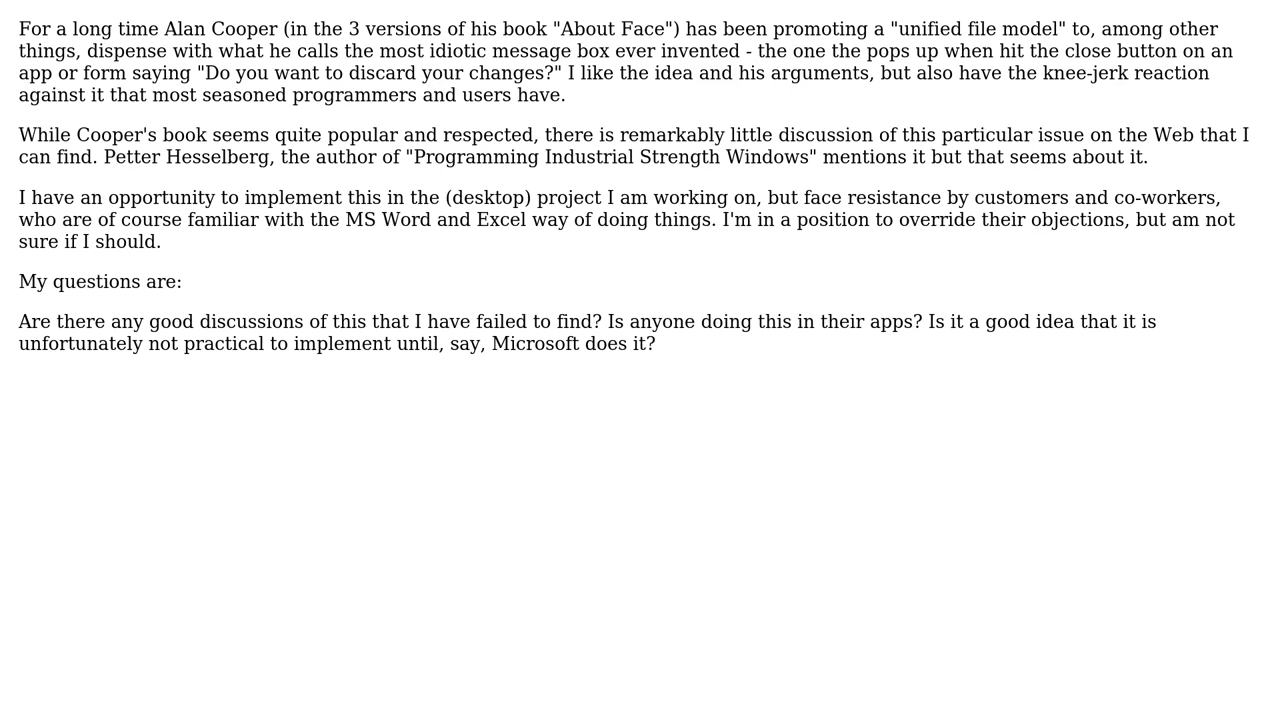 For a long time Alan Cooper (in the 3 versions of his book "About Face") has been promoting a "unified file model" to, among other
things, dispense with what he calls the most idiotic message box ever invented - the one the pops up when hit the close button on an
app or form saying "Do you want to discard your changes?" I like the idea and his arguments, but also have the knee-jerk reaction
against it that most seasoned programmers and users have.
While Cooper's book seems quite popular and respected, there is remarkably little discussion of this particular issue on the Web that I
can find. Petter Hesselberg, the author of "Programming Industrial Strength Windows" mentions it but that seems about it.
I have an opportunity to implement this in the (desktop) project I am working on, but face resistance by customers and co-workers,
who are of course familiar with the MS Word and Excel way of doing things. I'm in a position to override their objections, but am not
sure if I should.
My questions are:
Are there any good discussions of this that I have failed to find? Is anyone doing this in their apps? Is it a good idea that it is
unfortunately not practical to implement until, say, Microsoft does it?